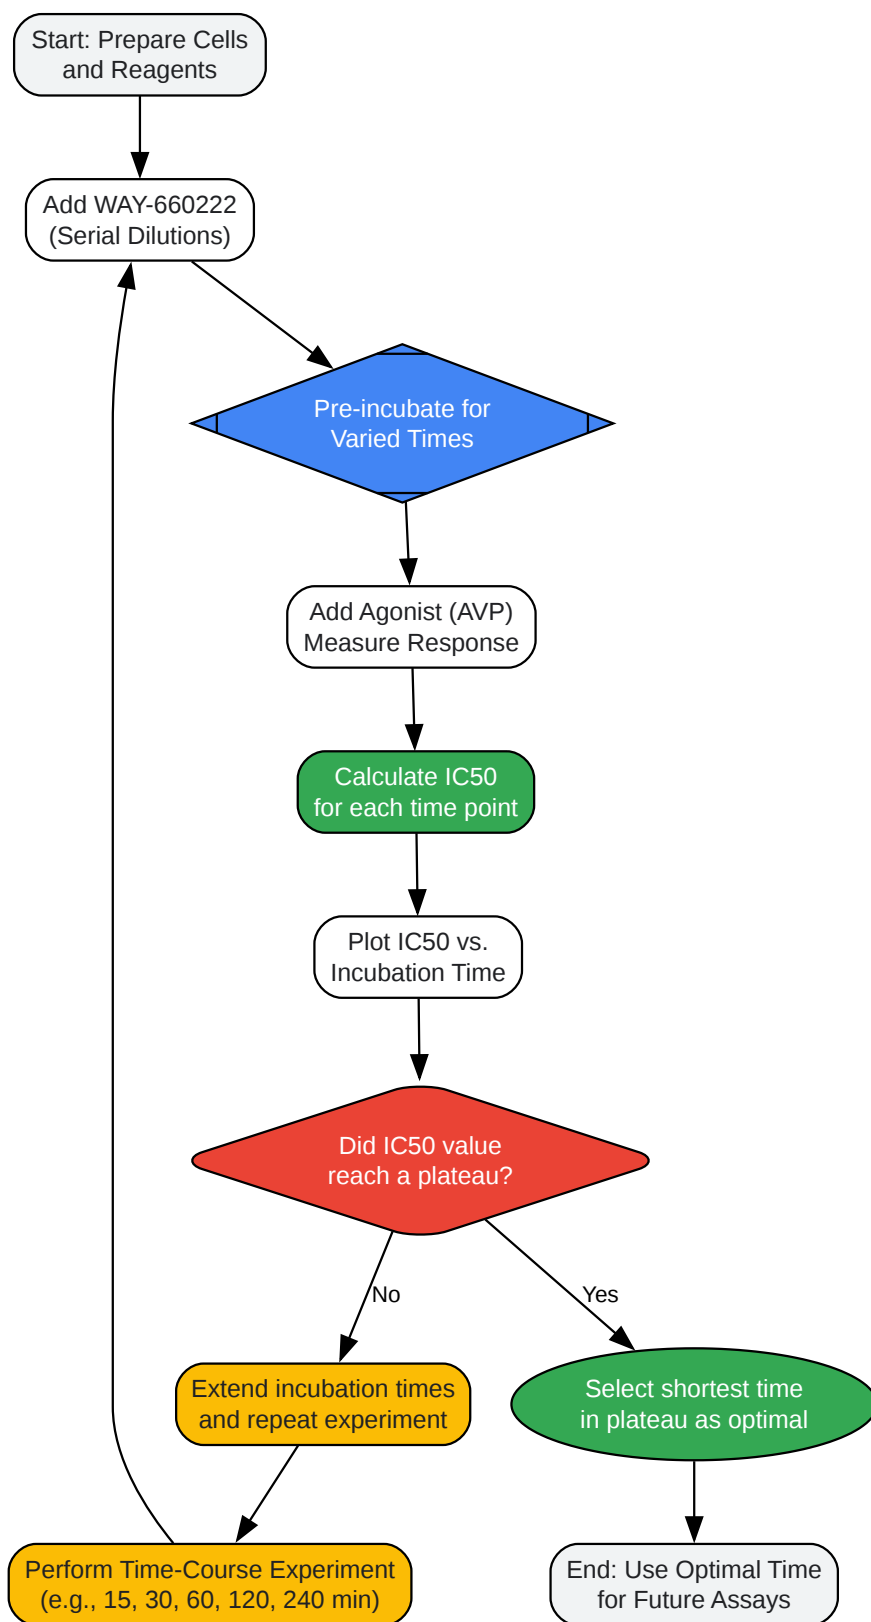 Start: Prepare Cells
and Reagents
Add WAY-660222
(Serial Dilutions)
Pre-incubate for
Varied Times
Add Agonist (AVP)
Measure Response
Calculate IC50
for each time point
Plot IC50 vs.
Incubation Time
Did IC50 value
reach a plateau?
No
Yes
Extend incubation times
and repeat experiment
Select shortest time
in plateau as optimal
Perform Time-Course Experiment
(e.g., 15, 30, 60, 120, 240 min)
End: Use Optimal Time
for Future Assays